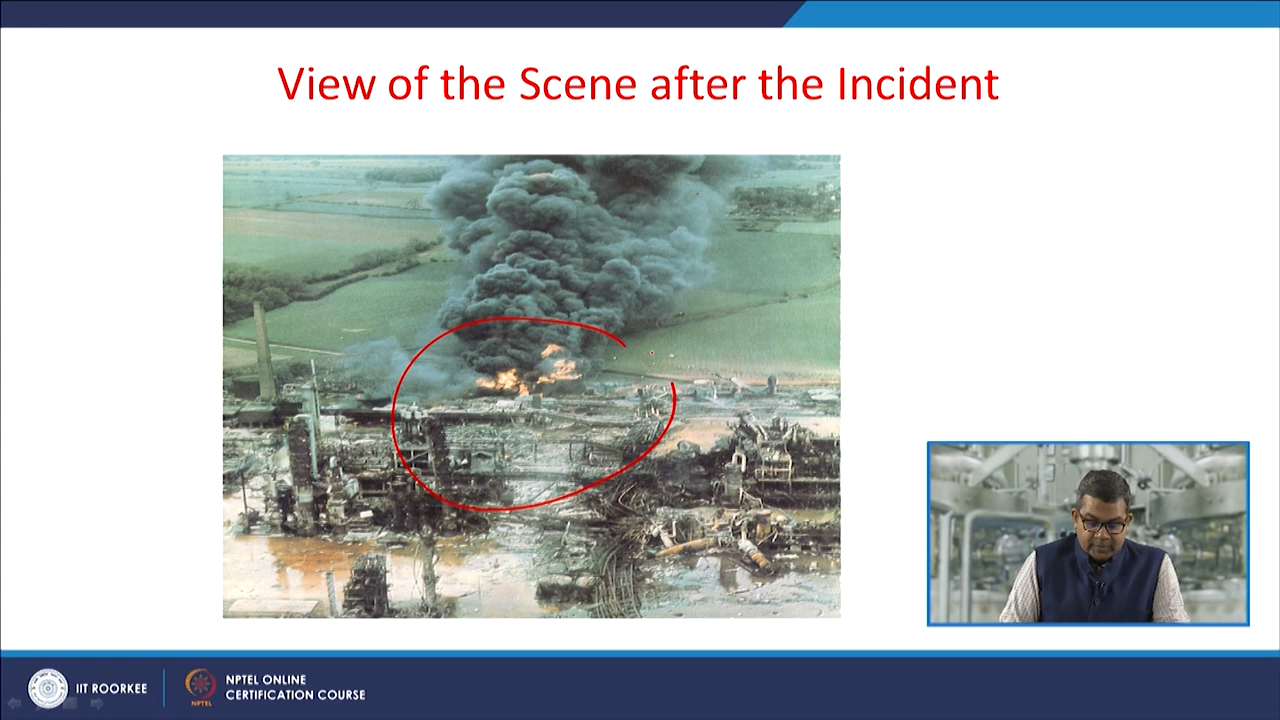 View of the Scene after the Incident
IIT ROORKEE
NPTEL
NPTEL ONLINE
CERTIFICATION COURSE